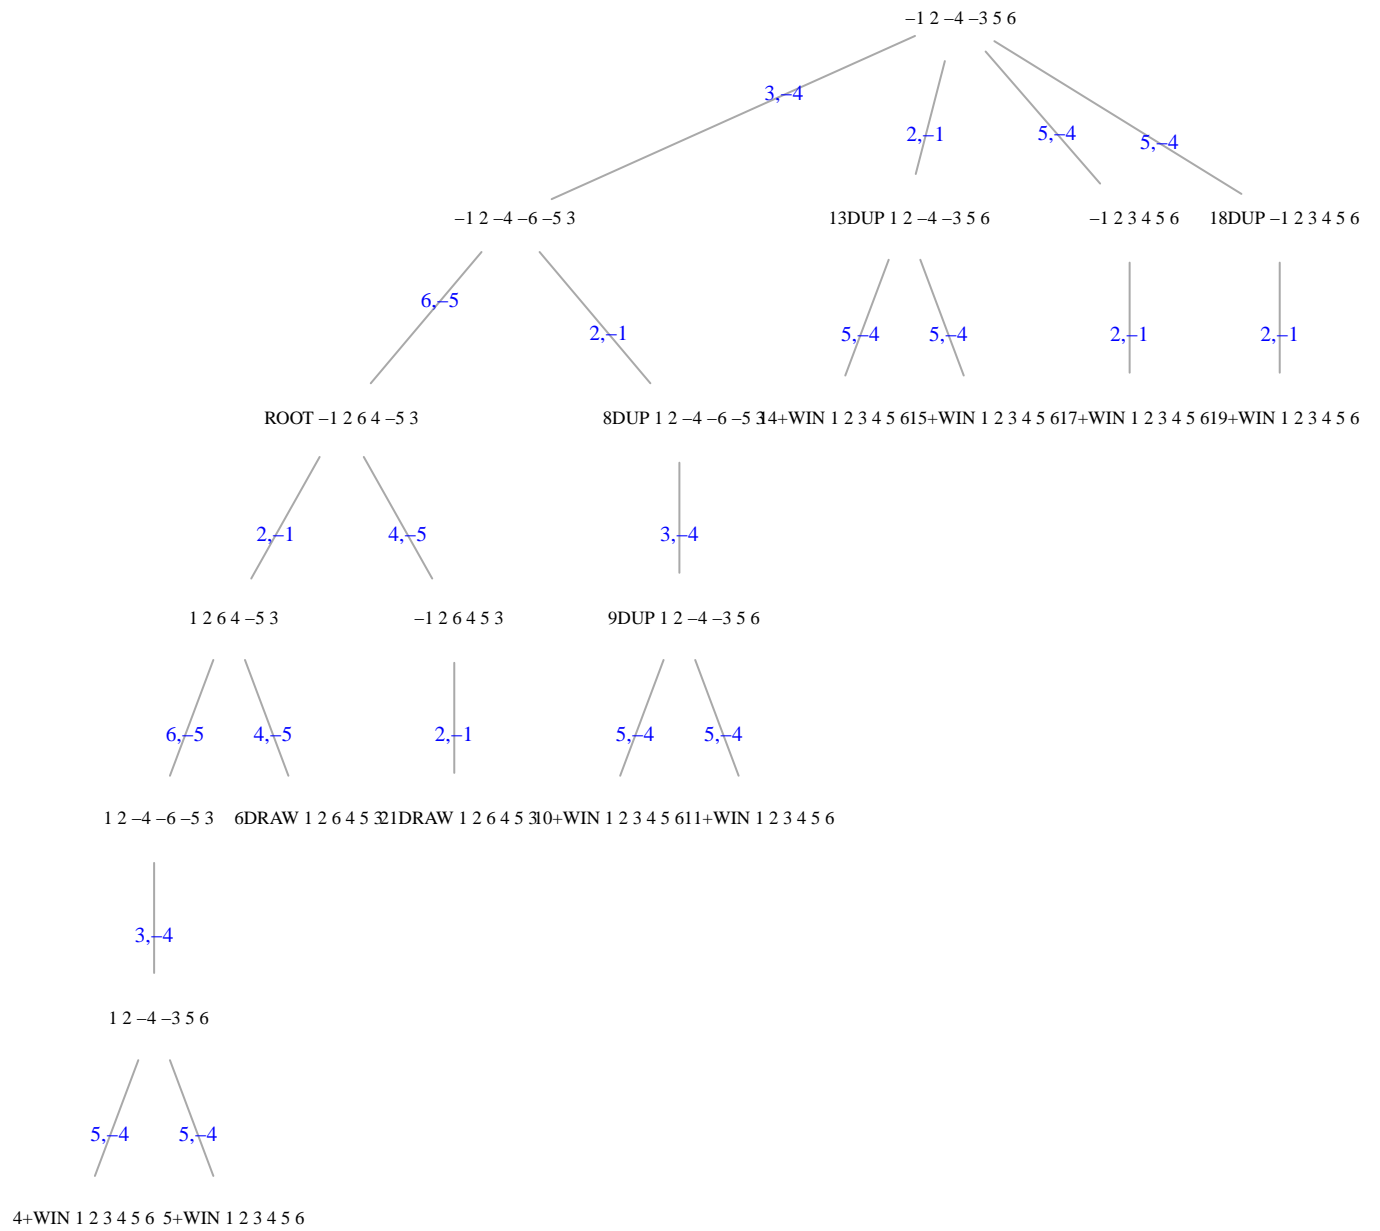 –1 2 –4 –3 5 6
3,–4
2,–1
5,–4
5,–4
–1 2 –4 –6 –5 3
13DUP 1 2 –4 –3 5 6
–1 2 3 4 5 6
18DUP –1 2 3 4 5 6
6,–5
2,–1
5,–4
5,–4
2,–1
2,–1
ROOT –1 2 6 4 –5 3
8DUP 1 2 –4 –6 –5 3
14+WIN 1 2 3 4 5 6
15+WIN 1 2 3 4 5 6
17+WIN 1 2 3 4 5 6
19+WIN 1 2 3 4 5 6
2,–1
4,–5
3,–4
1 2 6 4 –5 3
–1 2 6 4 5 3
9DUP 1 2 –4 –3 5 6
6,–5
4,–5
2,–1
5,–4
5,–4
1 2 –4 –6 –5 3
6DRAW 1 2 6 4 5 3
21DRAW 1 2 6 4 5 3
10+WIN 1 2 3 4 5 6
11+WIN 1 2 3 4 5 6
3,–4
1 2 –4 –3 5 6
5,–4
5,–4
4+WIN 1 2 3 4 5 6
5+WIN 1 2 3 4 5 6